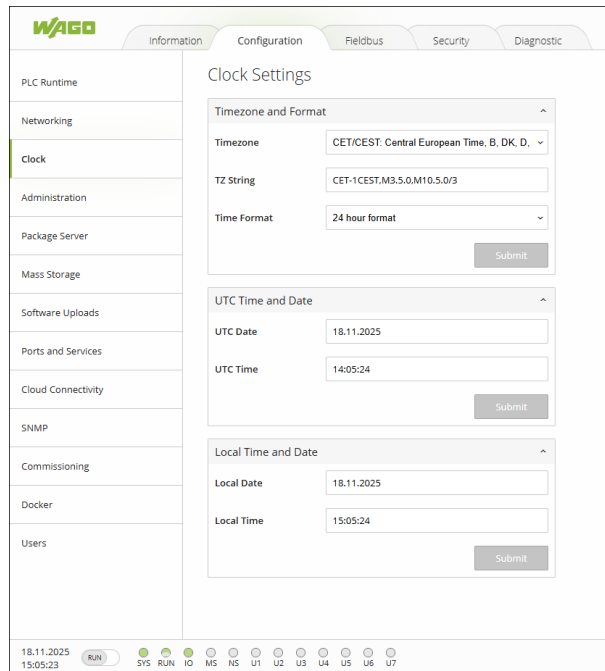 WAGO
Information Configuration Fieldbus Security Diagnostic
PLC Runtime
Networking
Clock
Administration
Package Server
Mass Storage
Software Uploads
Ports and Services
Cloud Connectivity
SNMP
Commissioning
Docker
Users
Clock Settings
Timezone and Format
Timezone CET/CEST: Central European Time, B, DK, D,
TZ String CET-1CEST,M3.5.0,M10.5.0/3
Time Format 24 hour format
Submit
UTC Time and Date
UTC Date 18.11.2025
UTC Time 14:05:24
Submit
Local Time and Date
Local Date 18.11.2025
Local Time 15:05:24
Submit
18.11.2025
15:05:23
RUN
SYS RUN IO MS NS U1 U2 U3 U4 U5 U6 U7